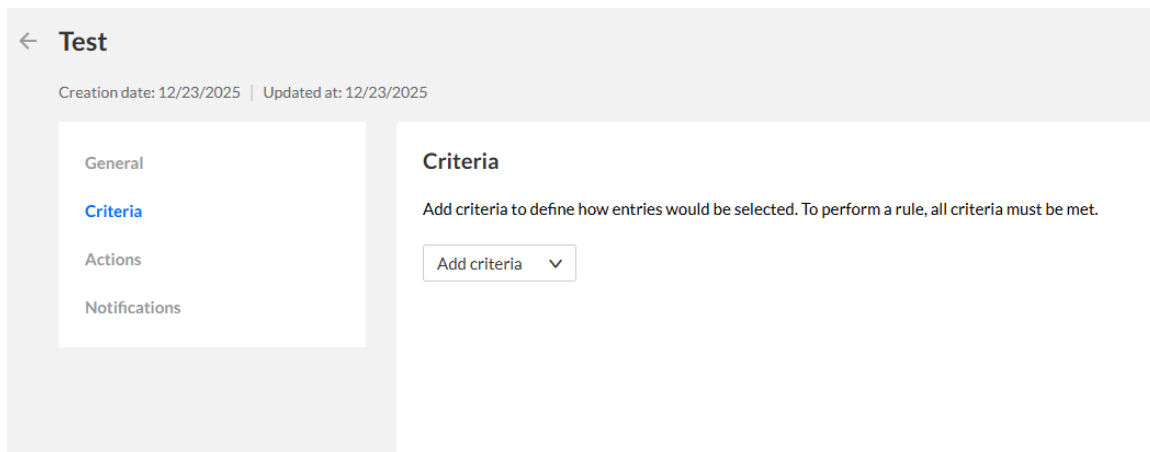 Test
Creation date: 12/23/2025 | Updated at: 12/23/2025
General
Criteria
Actions
Notifications
Criteria
Add criteria to define how entries would be selected. To perform a rule, all criteria must be met.
Add criteria